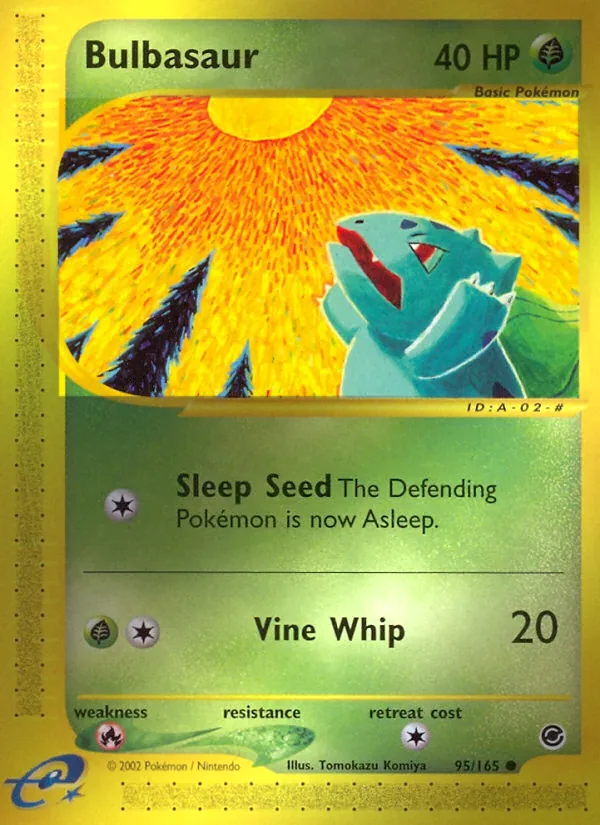 Bulbasaur 40 HP
Basic Pokémon
ID:A-02-#
Sleep Seed The Defending
Pokémon is now Asleep.
Vine Whip 20
weakness resistance retreat cost
© 2002 Pokémon / Nintendo Illus. Tomokazu Komiya 95/165
e